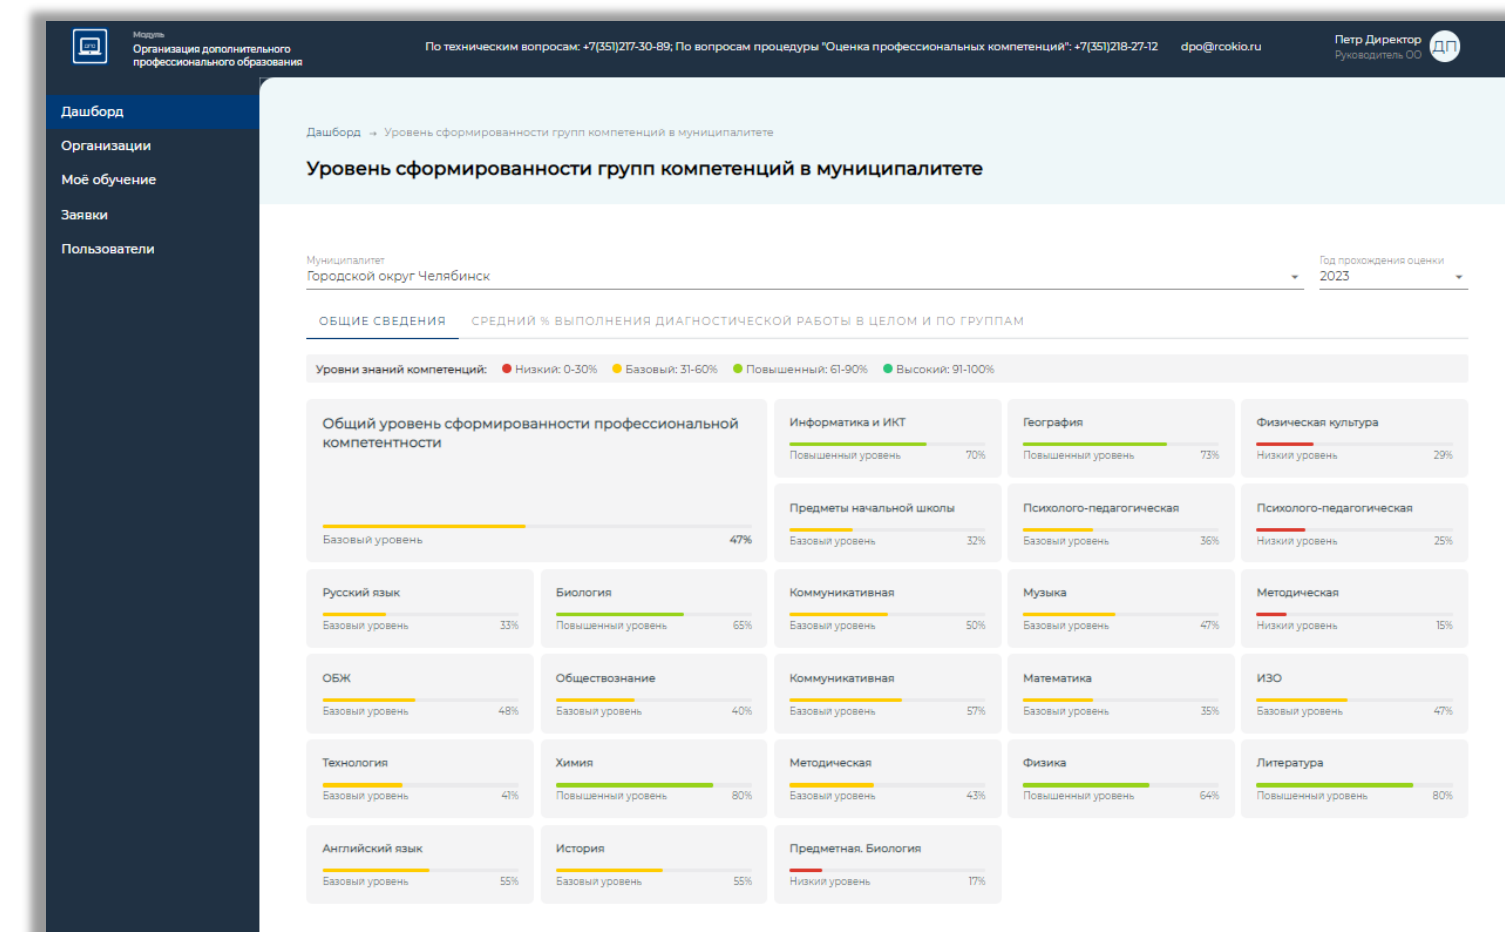 Модуль
Организация дополнительного
профессионального образования
По техническим вопросам: +7(351)217-30-89; По вопросам процедуры "Оценка профессиональных компетенций": +7(351)218-27-12 dpo@rcokio.ru
Петр Директор
Руководитель ОО
ДП
Дашборд
Организации
Моё обучение
Заявки
Пользователи
Дашборд → Уровень сформированности групп компетенций в муниципалитете
Уровень сформированности групп компетенций в муниципалитете
Муниципалитет
Городской округ Челябинск
Год прохождения оценки
2023
ОБЩИЕ СВЕДЕНИЯ СРЕДНИЙ % ВЫПОЛНЕНИЯ ДИАГНОСТИЧЕСКОЙ РАБОТЫ В ЦЕЛОМ И ПО ГРУППАМ
Уровни знаний компетенций: Низкий: 0-30% Базовый: 31-60% Повышенный: 61-90% Высокий: 91-100%
Общий уровень сформированности профессиональной
компетентности
Базовый уровень 47%
Информатика и ИКТ
Повышенный уровень 70%
География
Повышенный уровень 73%
Физическая культура
Низкий уровень 29%
Предметы начальной школы
Базовый уровень 32%
Психолого-педагогическая
Базовый уровень 36%
Психолого-педагогическая
Низкий уровень 25%
Русский язык
Базовый уровень 33%
Биология
Повышенный уровень 65%
Коммуникативная
Базовый уровень 50%
Музыка
Базовый уровень 47%
Методическая
Низкий уровень 15%
ОБЖ
Базовый уровень 48%
Обществознание
Базовый уровень 40%
Коммуникативная
Базовый уровень 57%
Математика
Базовый уровень 35%
ИЗО
Базовый уровень 47%
Технология
Базовый уровень 41%
Химия
Повышенный уровень 80%
Методическая
Базовый уровень 43%
Физика
Повышенный уровень 64%
Литература
Повышенный уровень 80%
Английский язык
Базовый уровень 55%
История
Базовый уровень 55%
Предметная. Биология
Низкий уровень 17%